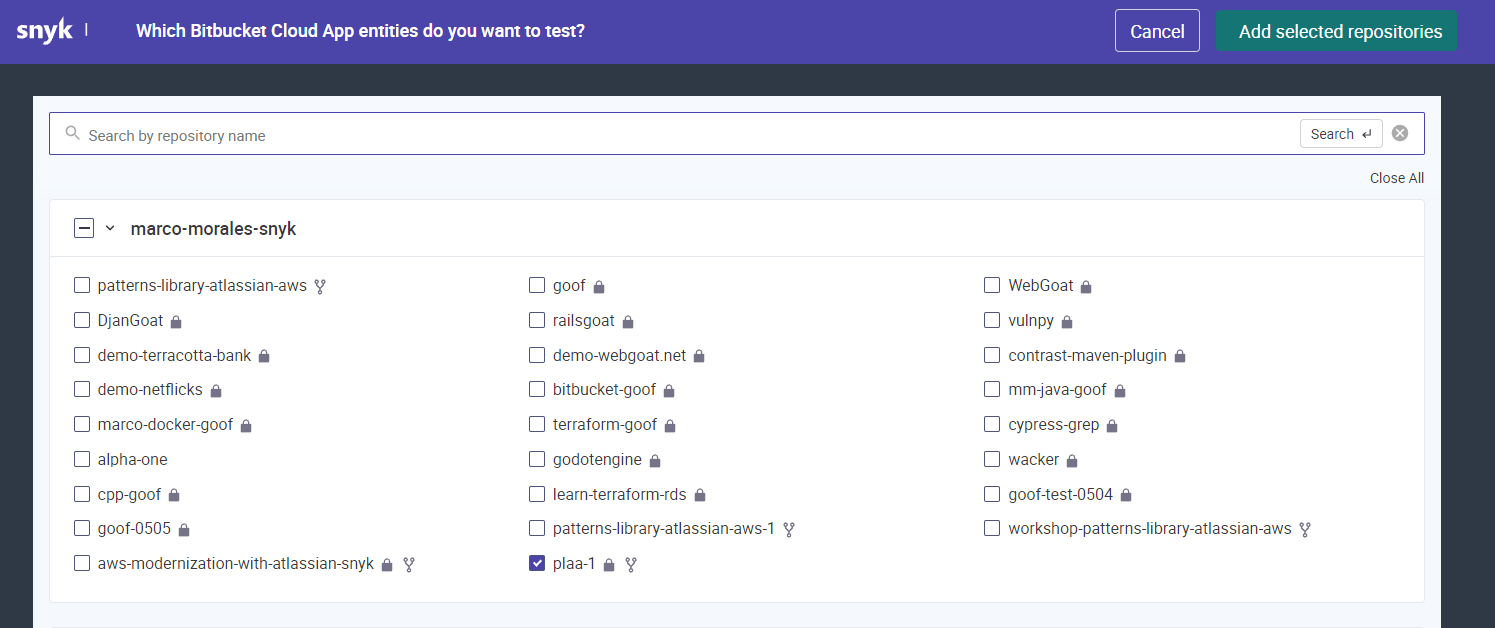 snyk Which Bitbucket Cloud App entities do you want to test? Cancel Add selected repositories
Search by repository name Search
Close All
marco-morales-snyk
patterns-library-atlassian-aws goof WebGoat
DjanGoat railsgoat vulnpy
demo-terracotta-bank demo-webgoat.net contrast-maven-plugin
demo-netflicks bitbucket-goof mm-java-goof
marco-docker-goof terraform-goof cypress-grep
alpha-one godotengine wacker
cpp-goof learn-terraform-rds goof-test-0504
goof-0505 patterns-library-atlassian-aws-1 workshop-patterns-library-atlassian-aws
aws-modernization-with-atlassian-snyk plaa-1